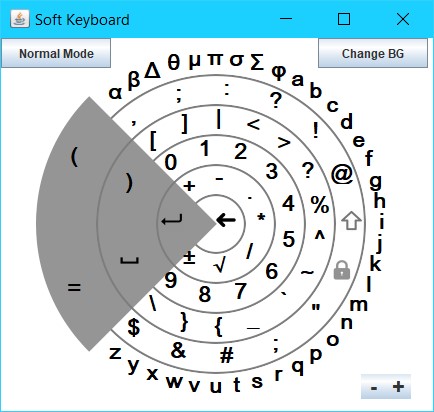 Soft Keyboard
Normal Mode
Change BG
α β Δ θ μ π σ Σ φ a b c d e f g h i j k l m n o p q r s t u v w x y z
( , ; : ? ! @ " ; # & $ =
) [ ] | < > ? % ^ ~ ` _ { } \
0 1 2 3 4 5 6 7 8 9
+ - . * / √ ±
- +